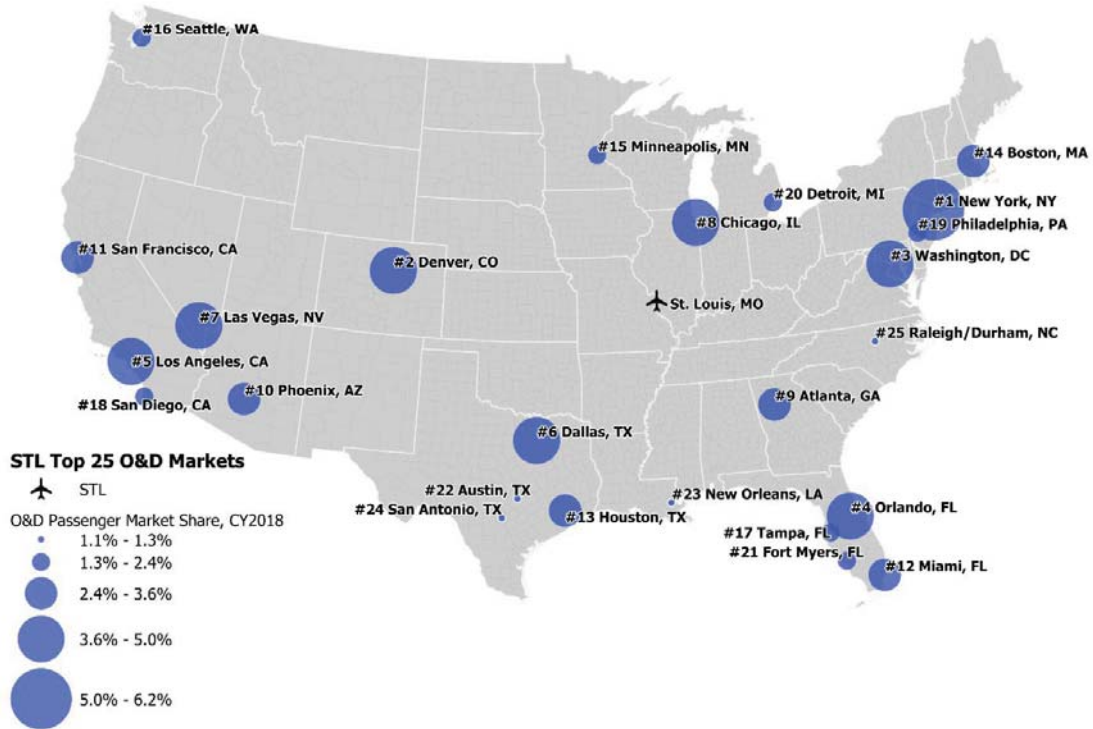 #16 Seattle, WA
#15 Minneapolis, MN
#14 Boston, MA
#20 Detroit, MI
#1 New York, NY
#8 Chicago, IL
#19 Philadelphia, PA
#11 San Francisco, CA
#2 Denver, CO
#3 Washington, DC
St. Louis, MO
#7 Las Vegas, NV
#25 Raleigh/Durham, NC
#5 Los Angeles, CA
#10 Phoenix, AZ
#9 Atlanta, GA
#18 San Diego, CA
#6 Dallas, TX
#22 Austin, TX
#23 New Orleans, LA
#24 San Antonio, TX
#13 Houston, TX
#4 Orlando, FL
#17 Tampa, FL
#21 Fort Myers, FL
#12 Miami, FL
STL Top 25 O&D Markets
STL
O&D Passenger Market Share, CY2018
1.1% - 1.3%
1.3% - 2.4%
2.4% - 3.6%
3.6% - 5.0%
5.0% - 6.2%